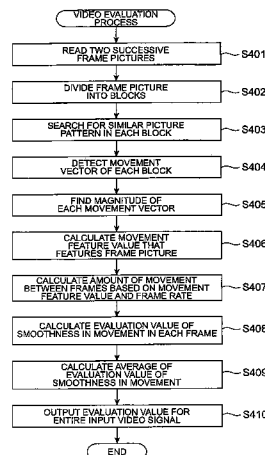 VIDEO EVALUATION
PROCESS
READ TWO SUCCESSIVE
FRAME PICTURES
S401
DIVIDE FRAME PICTURE
INTO BLOCKS
S402
SEARCH FOR SIMILAR PICTURE
PATTERN IN EACH BLOCK
S403
DETECT MOVEMENT
VECTOR OF EACH BLOCK
S404
FIND MAGNITUDE OF
EACH MOVEMENT VECTOR
S405
CALCULATE MOVEMENT
FEATURE VALUE THAT
FEATURES FRAME PICTURE
S406
CALCULATE AMOUNT OF MOVEMENT
BETWEEN FRAMES BASED ON MOVEMENT
FEATURE VALUE AND FRAME RATE
S407
CALCULATE EVALUATION VALUE OF
SMOOTHNESS IN MOVEMENT IN EACH FRAME
S408
CALCULATE AVERAGE OF
EVALUATION VALUE OF
SMOOTHNESS IN MOVEMENT
S409
OUTPUT EVALUATION VALUE FOR
ENTIRE INPUT VIDEO SIGNAL
S410
END